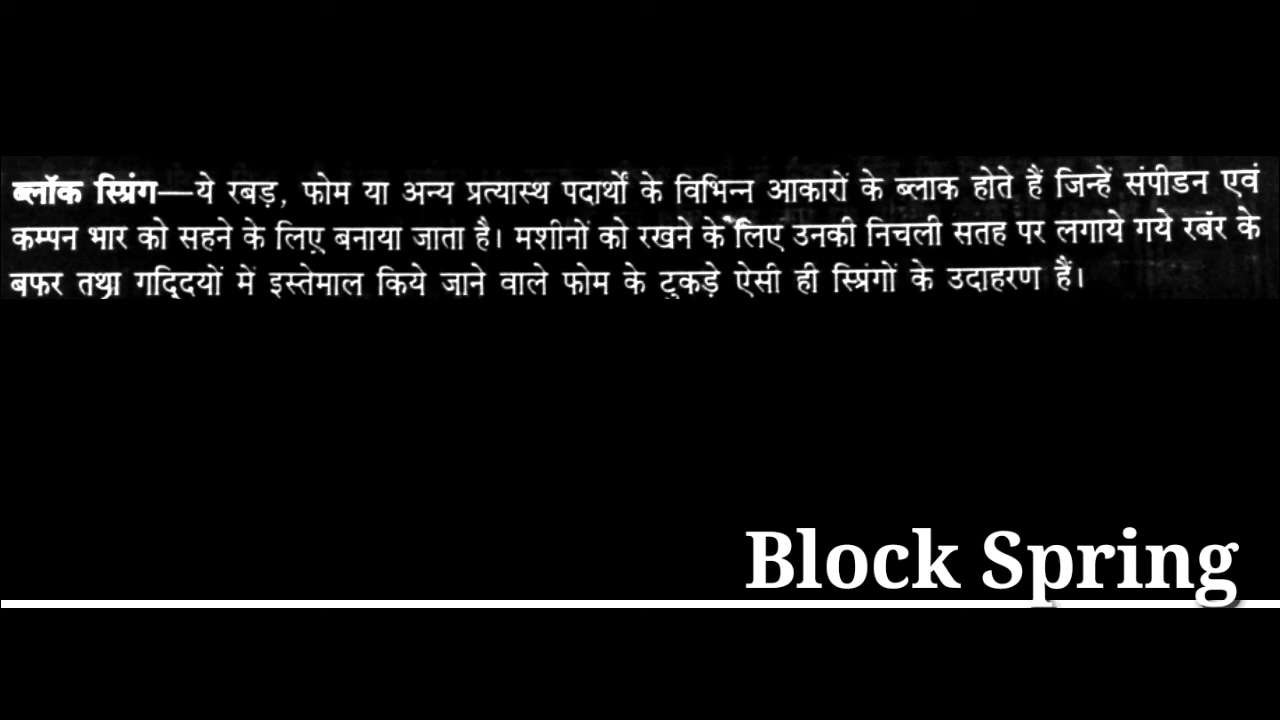 ब्लॉक स्प्रिंग—ये रबड़, फोम या अन्य प्रत्यास्थ पदार्थों के विभिन्न आकारों के ब्लाक होते हैं जिन्हें संपीडन एवं
कम्पन भार को सहने के लिए बनाया जाता है। मशीनों को रखने के लिए उनकी निचली सतह पर लगाये गये रबंर के
बफर तथा गद्दियों में इस्तेमाल किये जाने वाले फोम के टुकड़े ऐसी ही स्प्रिंगों के उदाहरण हैं।
Block Spring